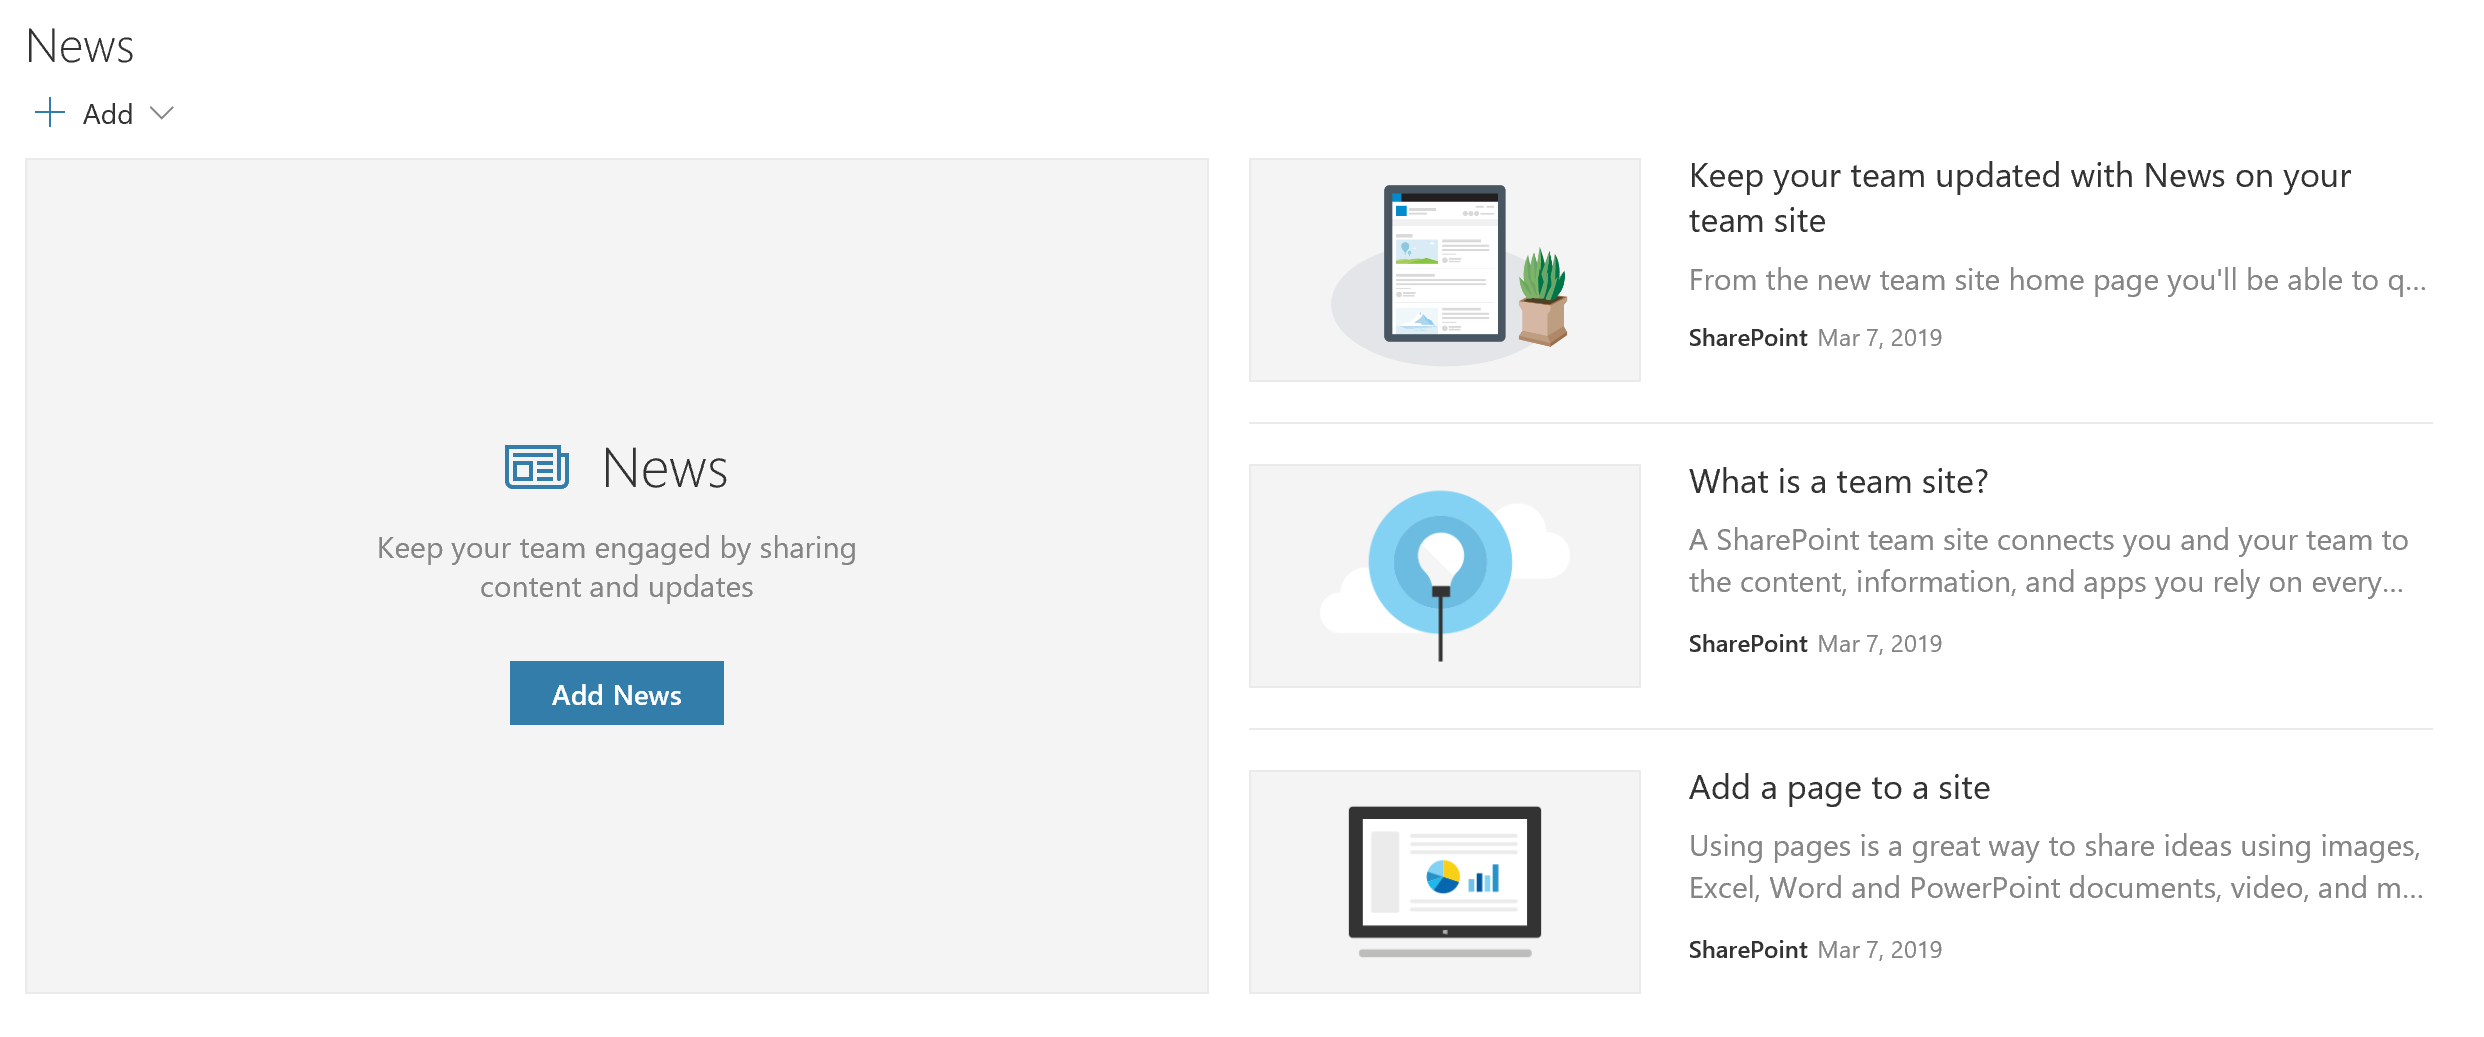 News
Add
News
Keep your team engaged by sharing
content and updates
Add News
Keep your team updated with News on your
team site
From the new team site home page you'll be able to q...
SharePoint Mar 7, 2019
What is a team site?
A SharePoint team site connects you and your team to
the content, information, and apps you rely on every...
SharePoint Mar 7, 2019
Add a page to a site
Using pages is a great way to share ideas using images,
Excel, Word and PowerPoint documents, video, and m...
SharePoint Mar 7, 2019